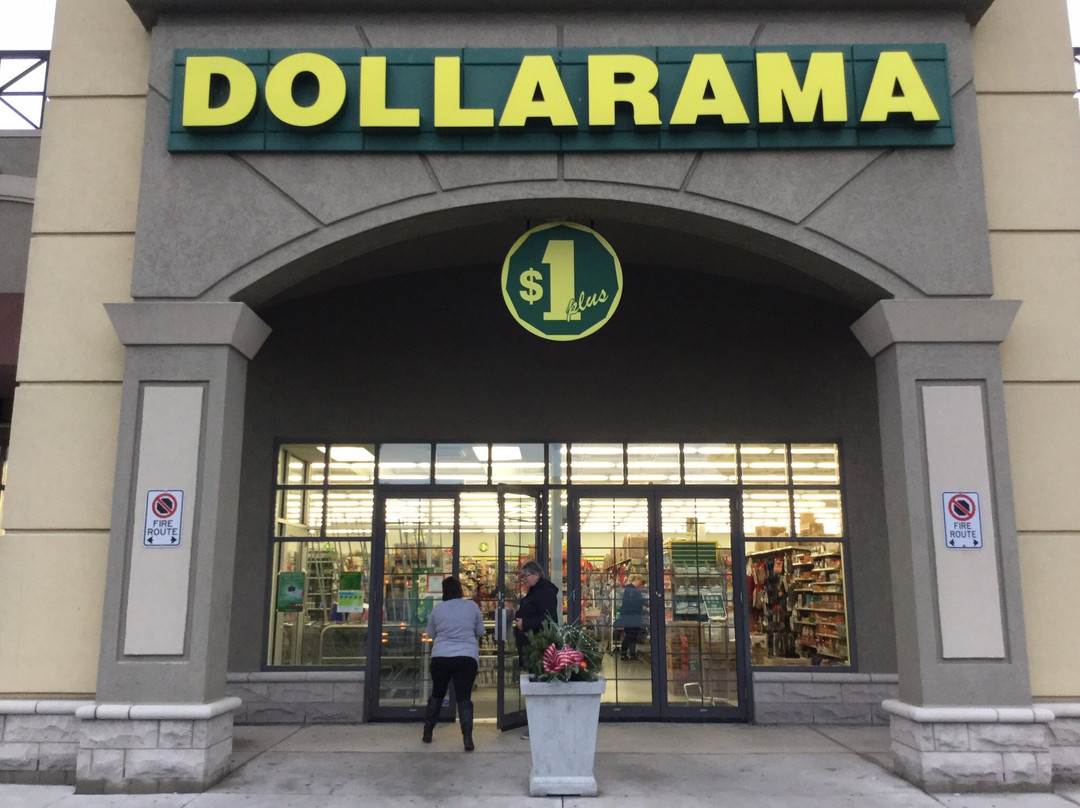 DOLLARAMA
$1
plus
FIRE
ROUTE
FIRE
ROUTE